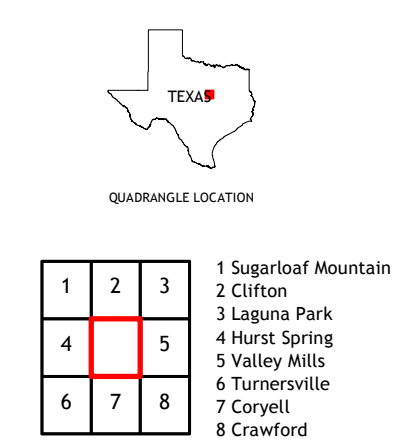 TEXAS
QUADRANGLE LOCATION
1 2 3
4 5
6 7 8
1 Sugarloaf Mountain
2 Clifton
3 Laguna Park
4 Hurst Spring
5 Valley Mills
6 Turnersville
7 Coryell
8 Crawford